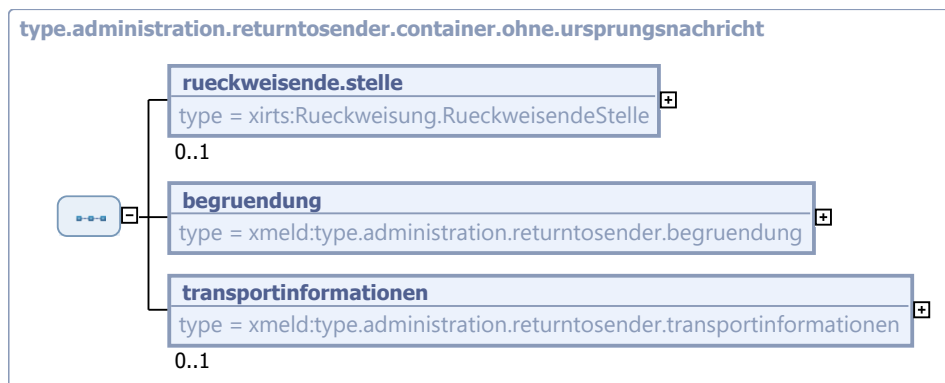 type.administration.returntosender.container.ohne.ursprungsnachricht
rueckweisende.stelle
type = xirts:Rueckweisung.RueckweisendeStelle
0..1
begruendung
type = xmeld:type.administration.returntosender.begruendung
transportinformationen
type = xmeld:type.administration.returntosender.transportinformationen
0..1